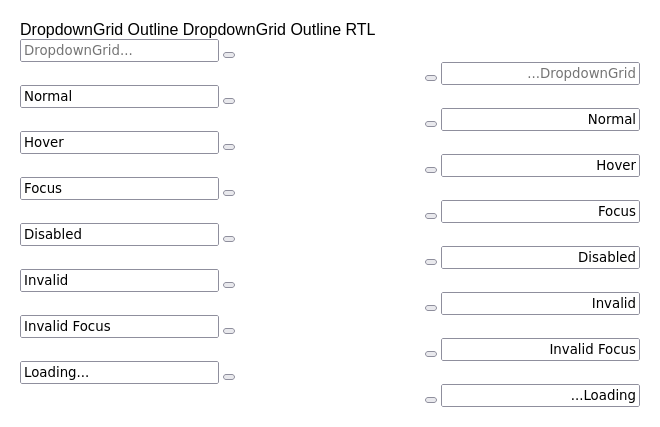 DropdownGrid Outline DropdownGrid Outline RTL
DropdownGrid...
...DropdownGrid
Normal
Normal
Hover
Hover
Focus
Focus
Disabled
Disabled
Invalid
Invalid
Invalid Focus
Invalid Focus
Loading...
...Loading